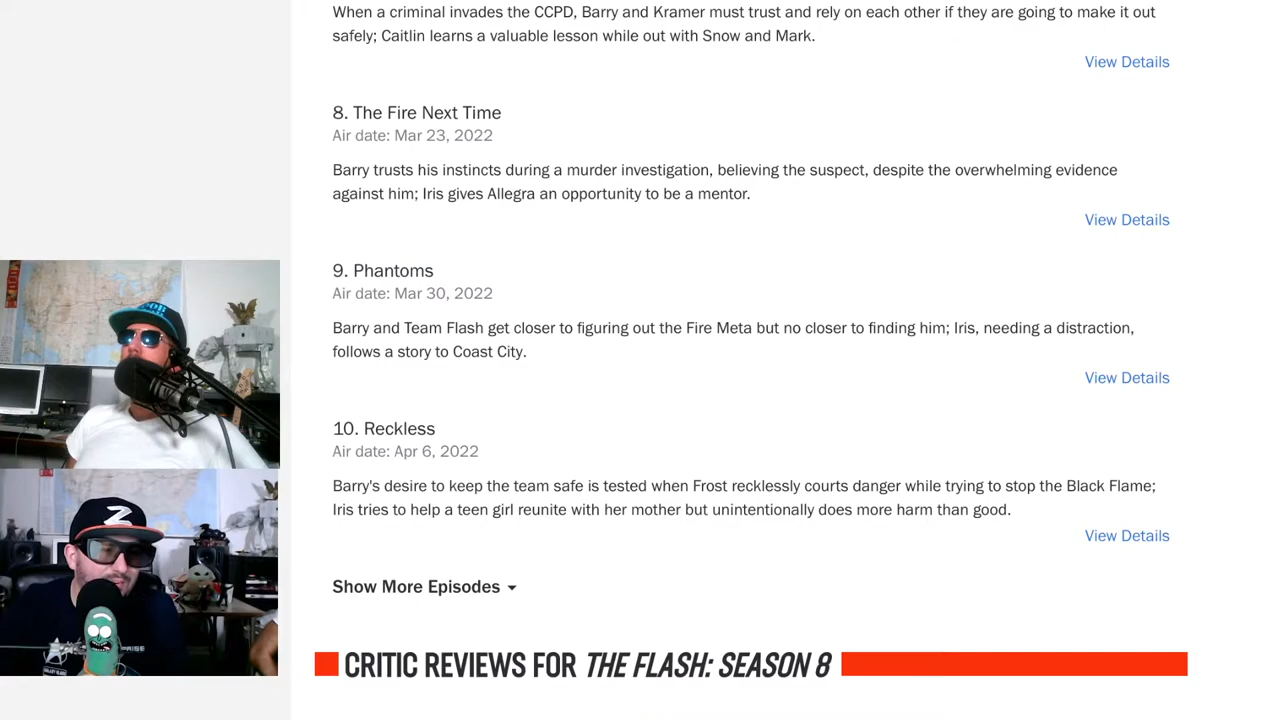 When a criminal invades the CCPD, Barry and Kramer must trust and rely on each other if they are going to make it out
safely; Caitlin learns a valuable lesson while out with Snow and Mark.
View Details
8. The Fire Next Time
Air date: Mar 23, 2022
Barry trusts his instincts during a murder investigation, believing the suspect, despite the overwhelming evidence
against him; Iris gives Allegra an opportunity to be a mentor.
View Details
9. Phantoms
Air date: Mar 30, 2022
Barry and Team Flash get closer to figuring out the Fire Meta but no closer to finding him; Iris, needing a distraction,
follows a story to Coast City.
View Details
10. Reckless
Air date: Apr 6, 2022
Barry's desire to keep the team safe is tested when Frost recklessly courts danger while trying to stop the Black Flame;
Iris tries to help a teen girl reunite with her mother but unintentionally does more harm than good.
View Details
Show More Episodes
CRITIC REVIEWS FOR THE FLASH: SEASON 8